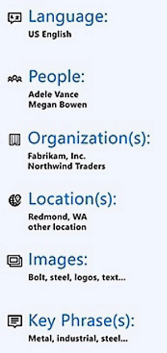 Language:
US English
People:
Adele Vance
Megan Bowen
Organization(s):
Fabrikam, Inc.
Northwind Traders
Location(s):
Redmond, WA
other location
Images:
Bolt, steel, logos, text...
Key Phrase(s):
Metal, industrial, steel...